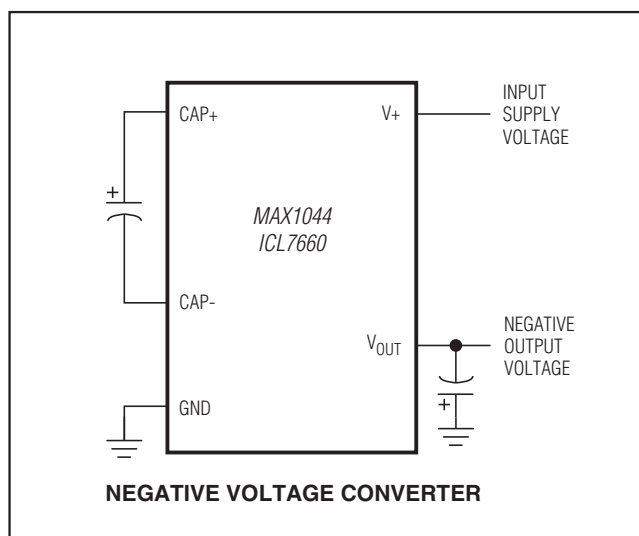 CAP+
V+
INPUT
SUPPLY
VOLTAGE
+
MAX1044
ICL7660
CAP-
VOUT
NEGATIVE
OUTPUT
VOLTAGE
GND
+
NEGATIVE VOLTAGE CONVERTER